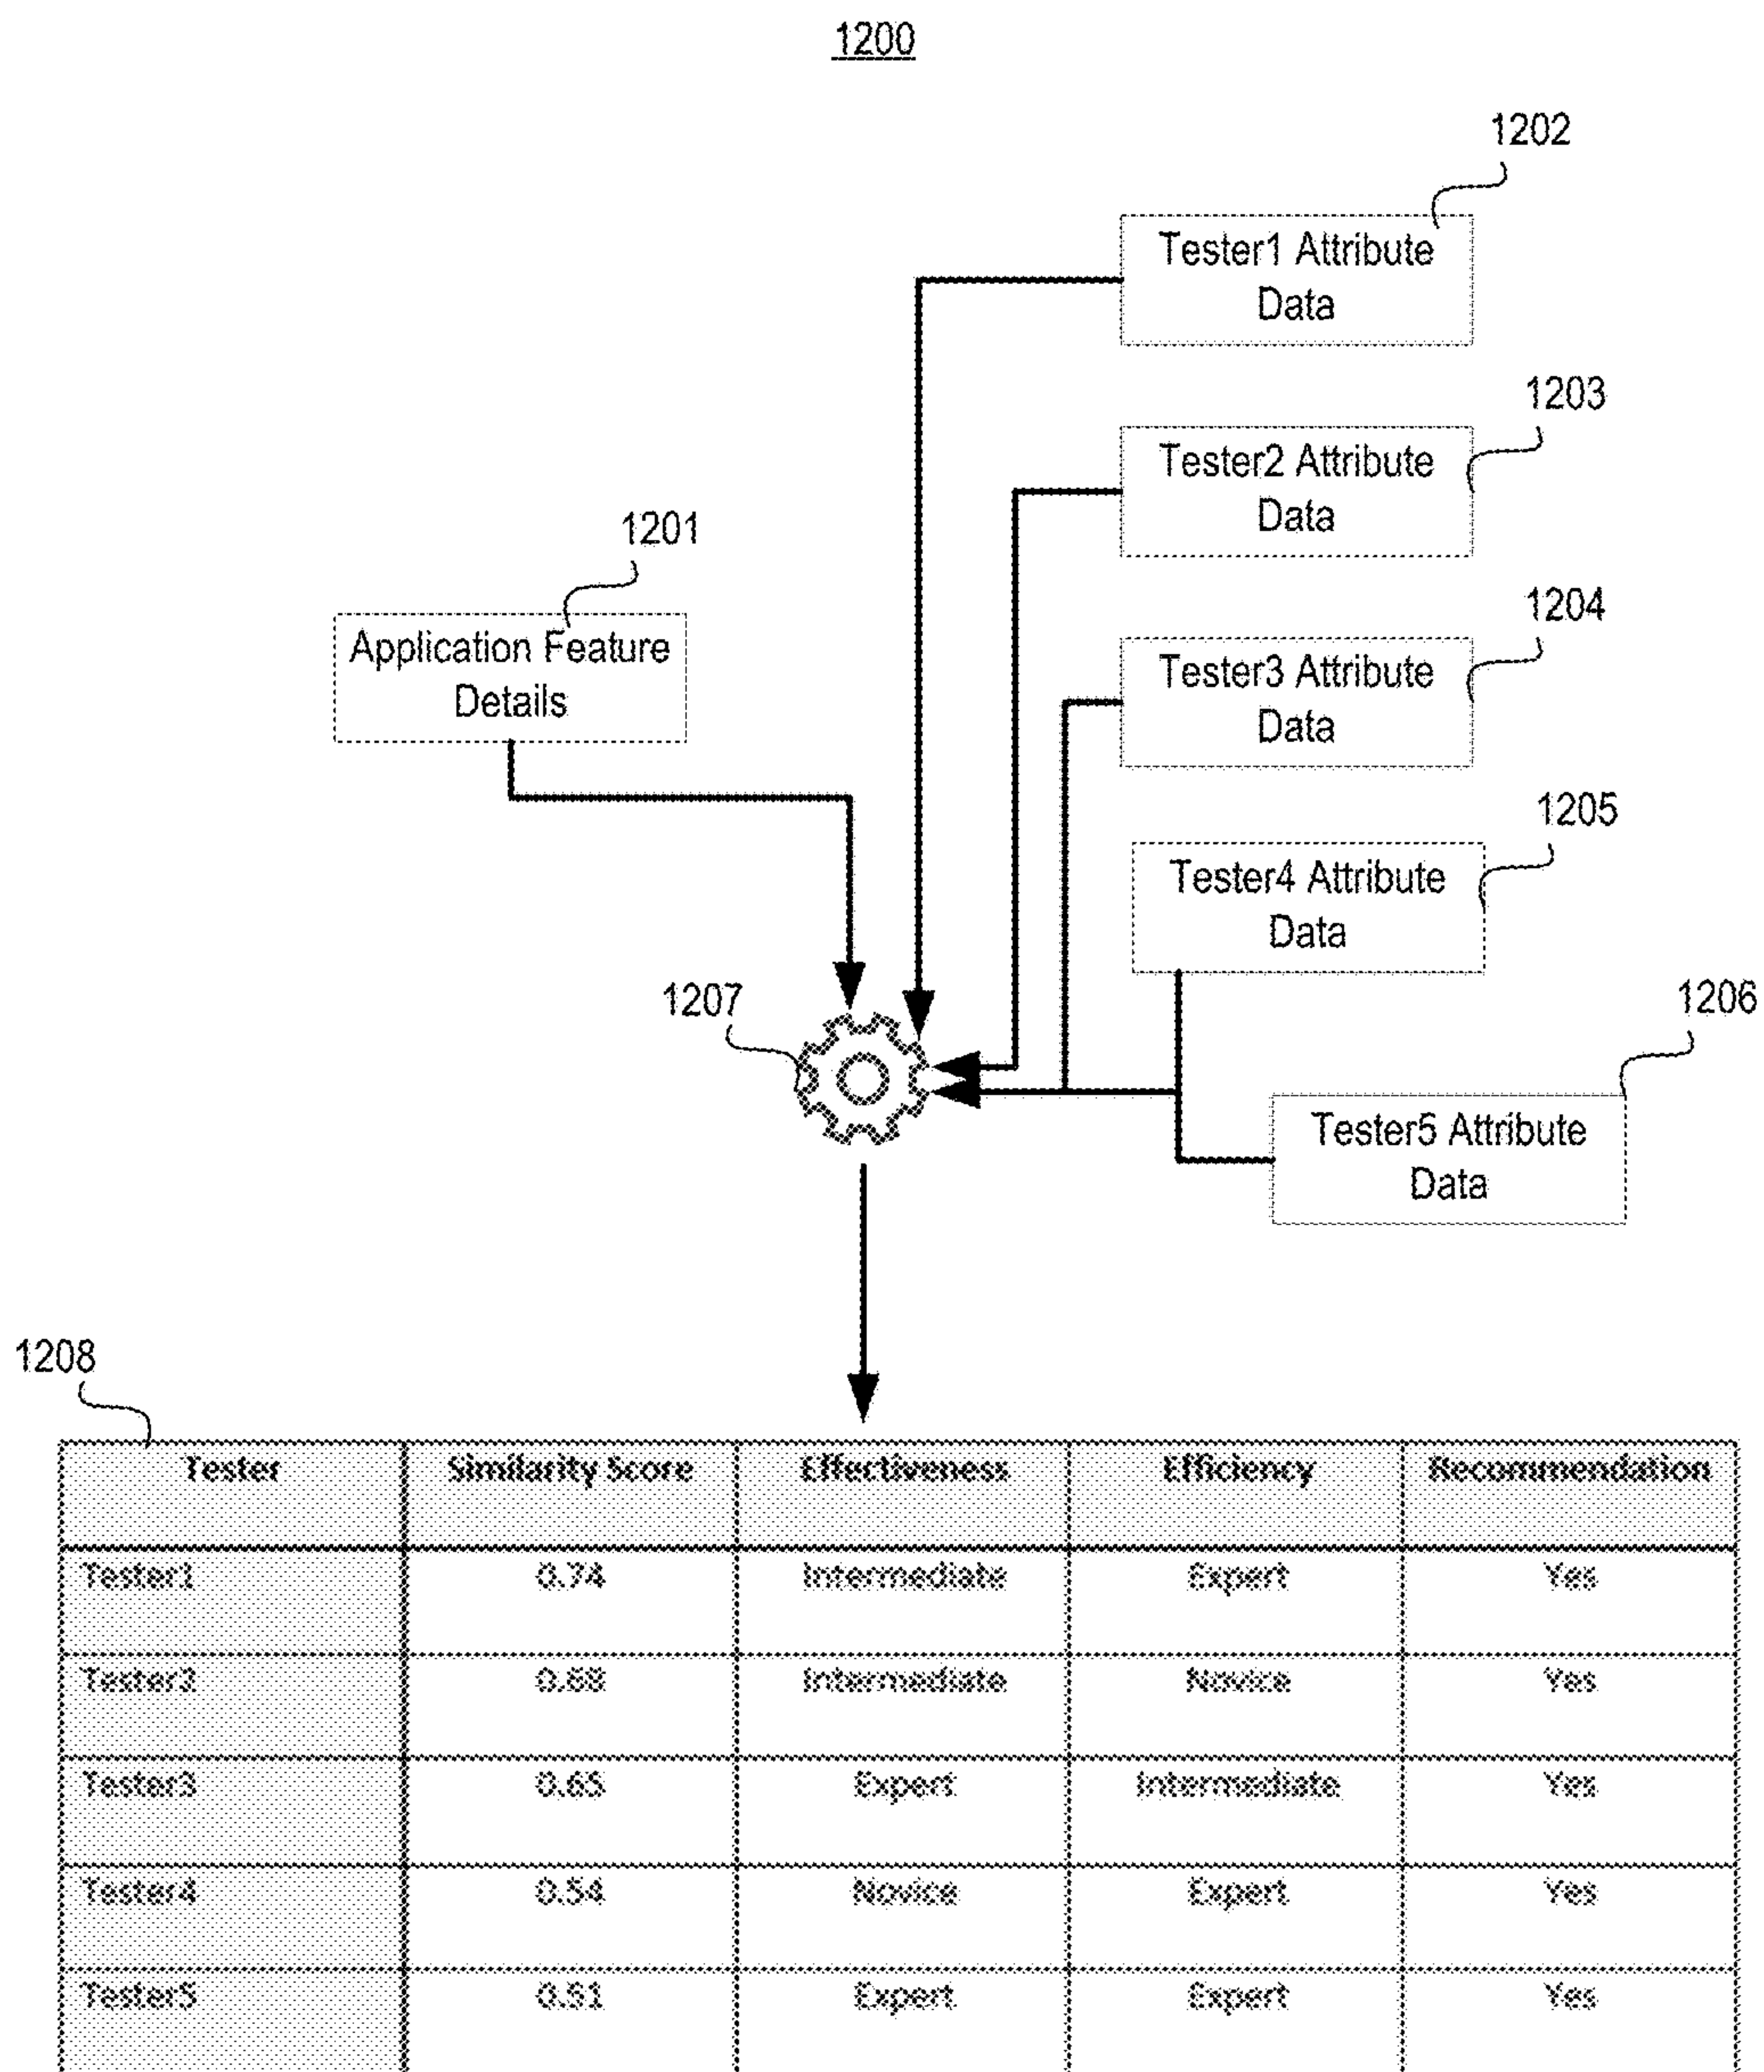 1200
1202
Tester1 Attribute
Data
1203
Tester2 Attribute
Data
1201
Application Feature
Details
1204
Tester3 Attribute
Data
1205
Tester4 Attribute
Data
1207
1206
Tester5 Attribute
Data
1208
Tester Similarity Score Effectiveness Efficiency Recommendation
Tester1 0.74 Intermediate Expert Yes
Tester2 Intermediate Novice Yes
Tester3 0.65 Expert Intermediate Yes
Tester4 0.54 Novice Expert Yes
Tester5 0.51 Expert Expert Yes